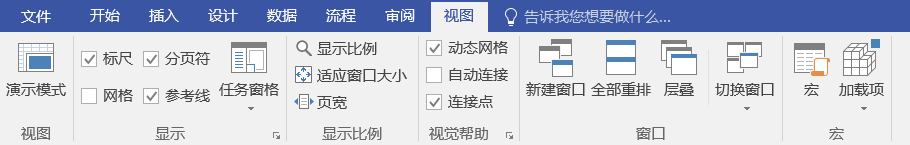 文件 开始 插入 设计 数据 流程 审阅 视图 告诉我您想要做什么...
演示模式
视图
标尺 分页符
网格 参考线
任务窗格
显示
显示比例
适应窗口大小
页宽
显示比例
动态网格
自动连接
连接点
视觉帮助
新建窗口 全部重排 层叠 切换窗口
窗口
宏 加载项
宏